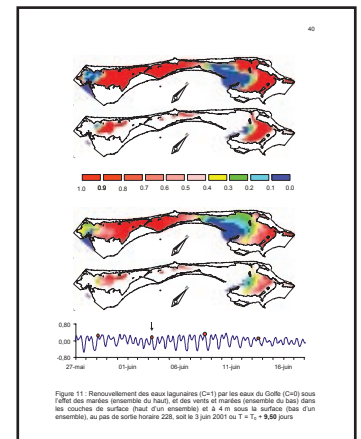 40
1.0 0.9 0.8 0.7 0.6 0.5 0.4 0.3 0.2 0.1 0.0
0,80
0,00
-0,80
27-mai 01-juin 06-juin 11-juin 16-juin
Figure 11 : Renouvellement des eaux lagunaires (C=1) par les eaux du Golfe (C=0) sous
l'effet des marées (ensemble du haut), et des vents et marées (ensemble du bas) dans
les couches de surface (haut d'un ensemble) et à 4 m sous la surface (bas d'un
ensemble), au pas de sortie horaire 228, soit le 3 juin 2001 ou T = T₀ + 9,50 jours